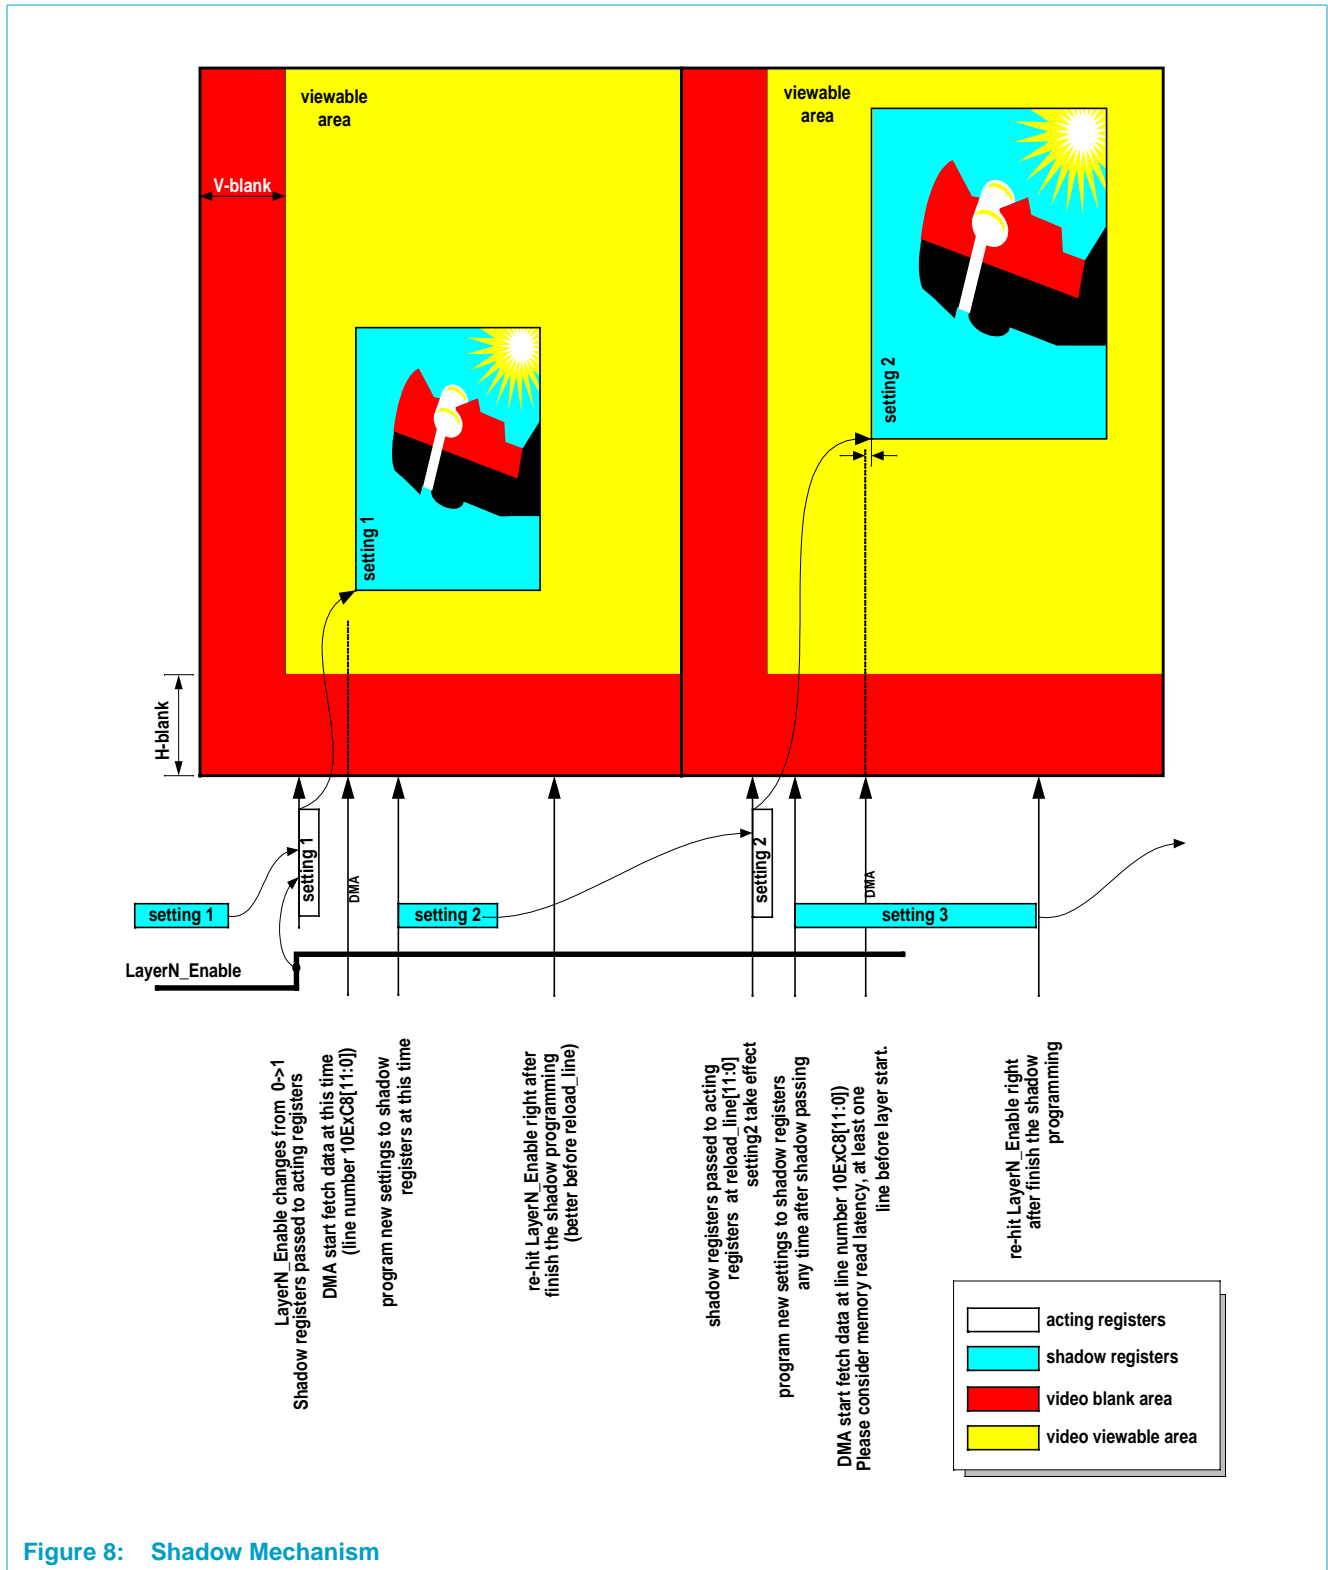 viewable
area
viewable
area
V-blank
setting 2
setting 1
H-blank
setting 1
setting 2
DMA
DMA
setting 1
setting 2
setting 3
LayerN_Enable
LayerN_Enable changes from 0->1
Shadow registers passed to acting registers
DMA start fetch data at this time
(line number 10ExC8[11:0])
program new settings to shadow
registers at this time
re-hit LayerN_Enable right after
finish the shadow programming
(better before reload_line)
shadow registers passed to acting
registers at reload_line[11:0]
setting2 take effect
program new settings to shadow registers
any time after shadow passing
DMA start fetch data at line number 10ExC8[11:0])
Please consider memory read latency, at least one
line before layer start.
re-hit LayerN_Enable right
after finish the shadow
programming
acting registers
shadow registers
video blank area
video viewable area
Figure 8: Shadow Mechanism